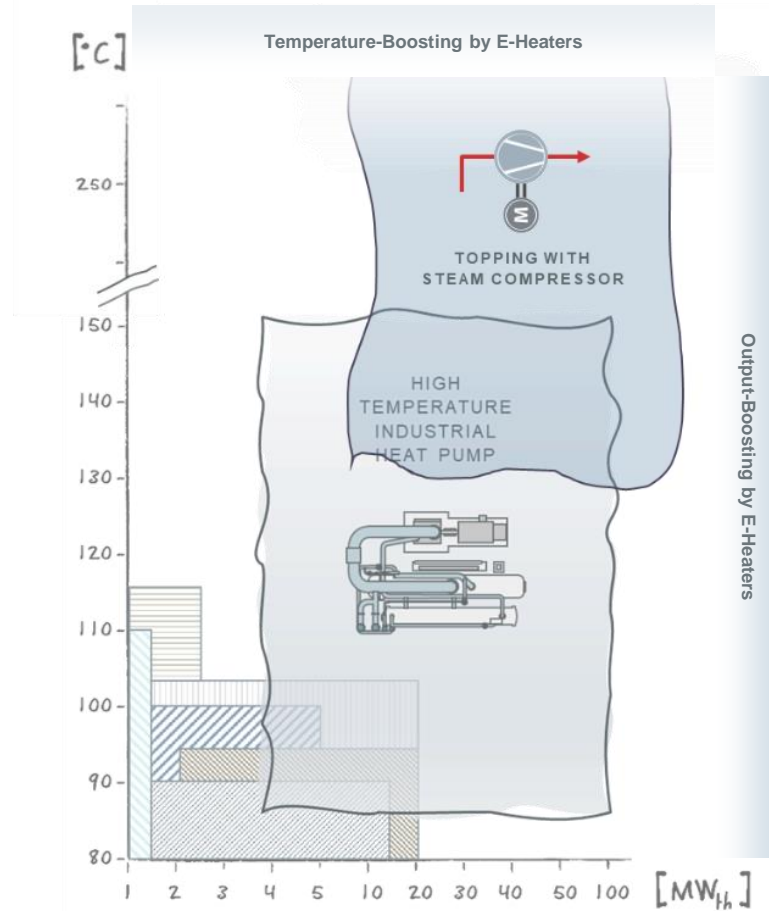 Temperature-Boosting by E-Heaters
[°C]
250
TOPPING WITH
STEAM COMPRESSOR
M
150
140
130
120
110
100
90
80
HIGH
TEMPERATURE
INDUSTRIAL
HEAT PUMP
Output-Boosting by E-Heaters
1 2 3 4 5 10 20 30 40 50 100 [MWth]